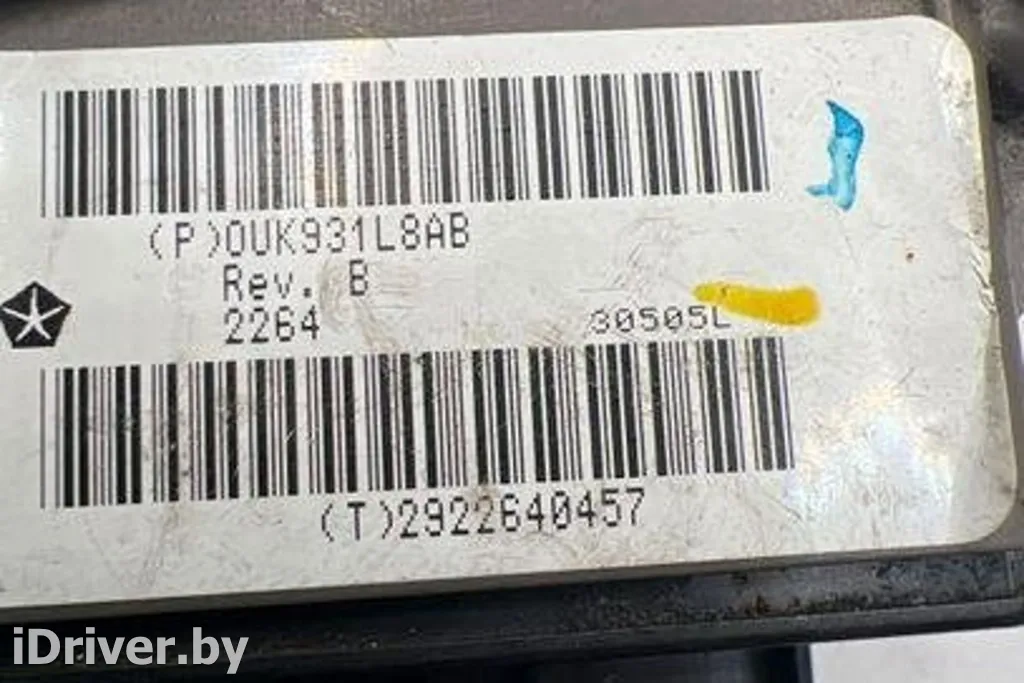 (P)0UK931L8AB
Rev. B
2264
30505L
(T)2922640457
iDriver.by